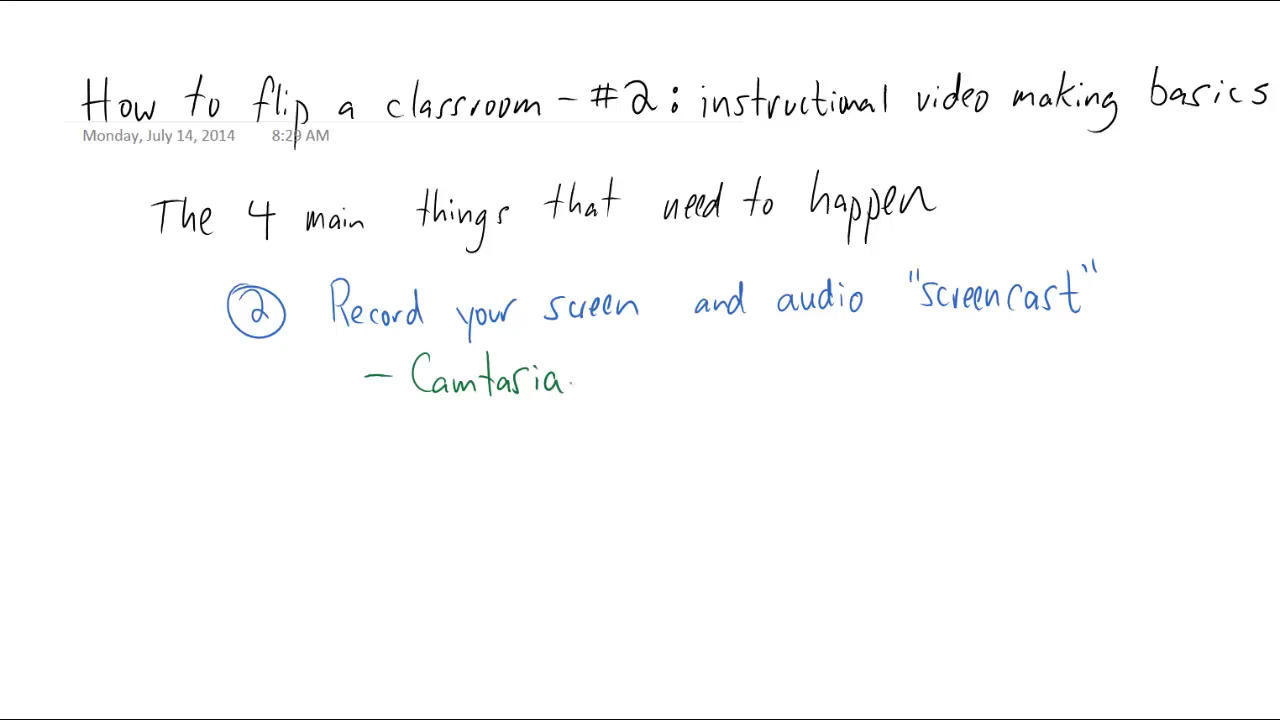 How to flip a classroom - #2: instructional video making basics
Monday, July 14, 2014 8:29 AM
The 4 main things that need to happen
② Record your screen and audio "screencast"
- Camtasia